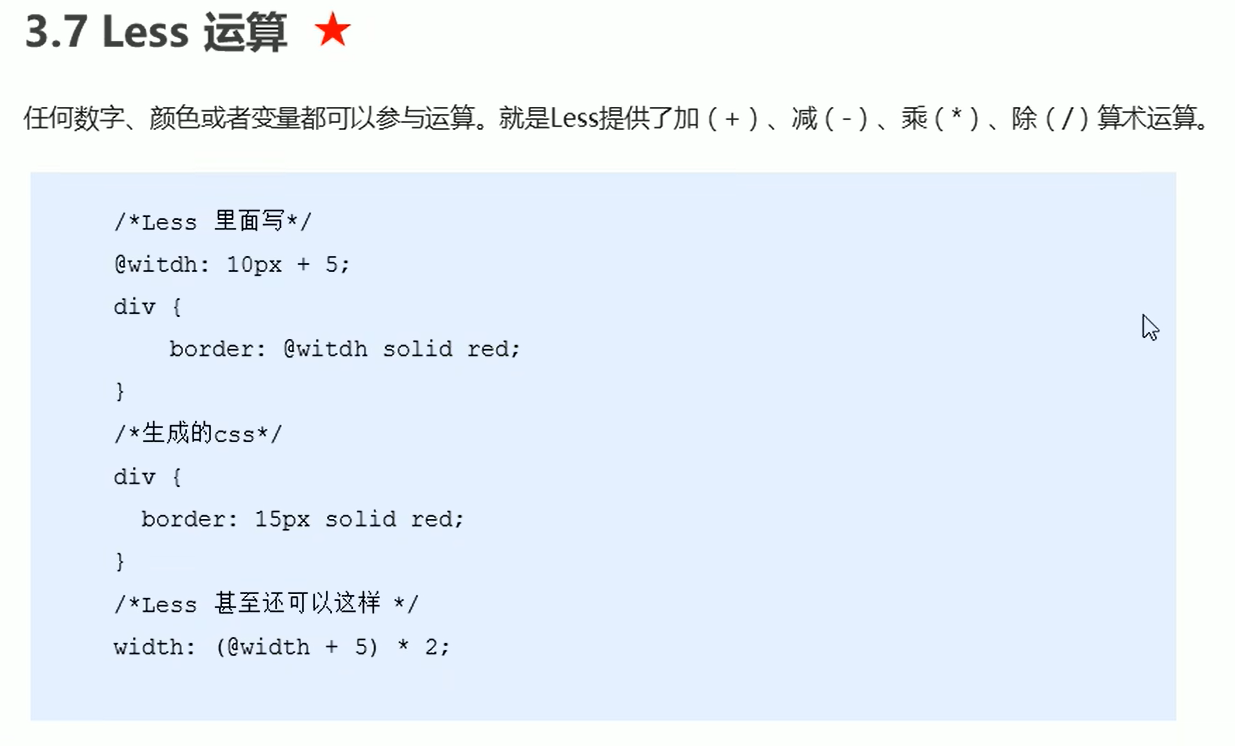 3.7 Less 运算 ★
任何数字、颜色或者变量都可以参与运算。就是Less提供了加(+)、减(-)、乘(*)、除(/)算术运算。
/*Less 里面写*/
@witdh: 10px + 5;
div {
    border: @witdh solid red;
}
/*生成的css*/
div {
  border: 15px solid red;
}
/*Less 甚至还可以这样 */
width: (@width + 5) * 2;